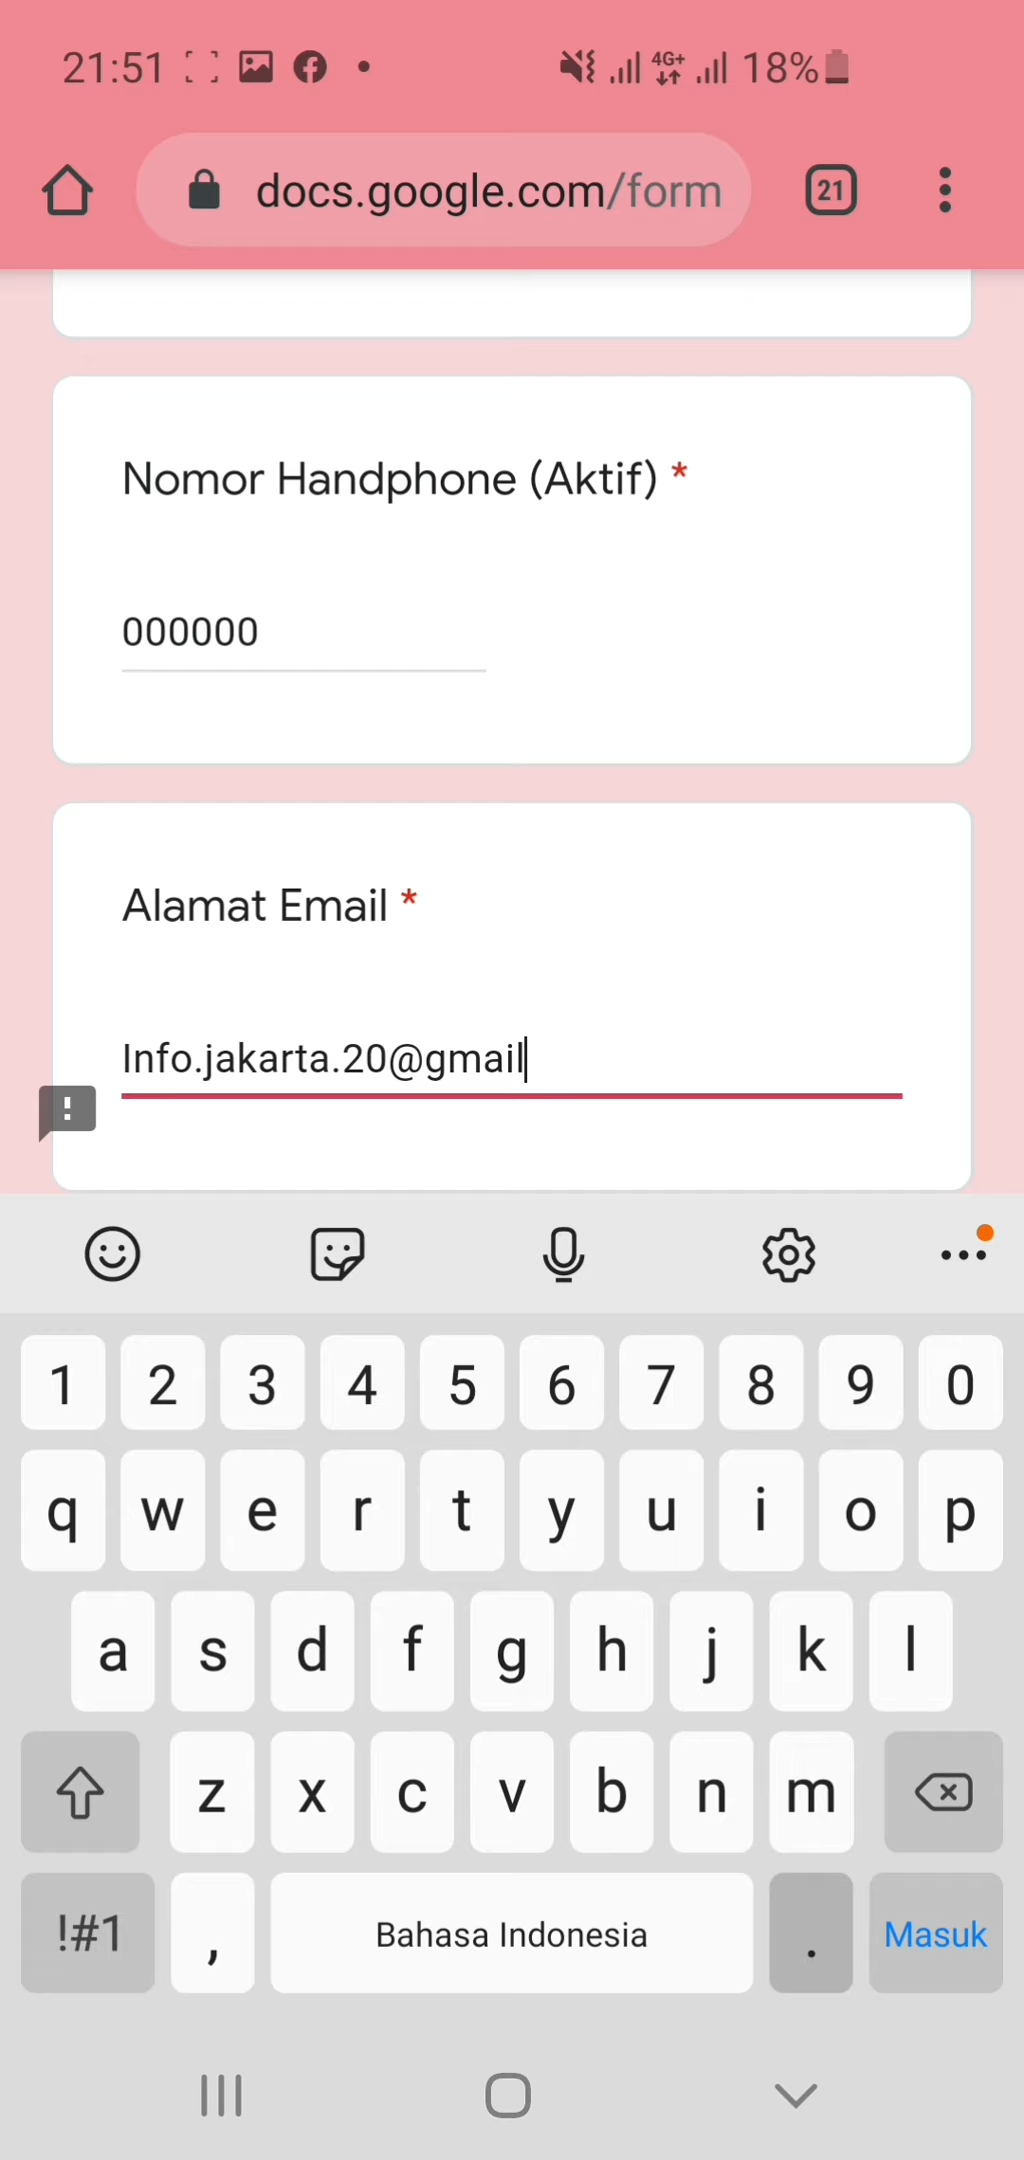 21:51 4G+ 18%
docs.google.com/form 21
Nomor Handphone (Aktif) *
000000
Alamat Email *
Info.jakarta.20@gmail
!
1 2 3 4 5 6 7 8 9 0
q w e r t y u i o p
a s d f g h j k l
z x c v b n m
!#1 , Bahasa Indonesia . Masuk